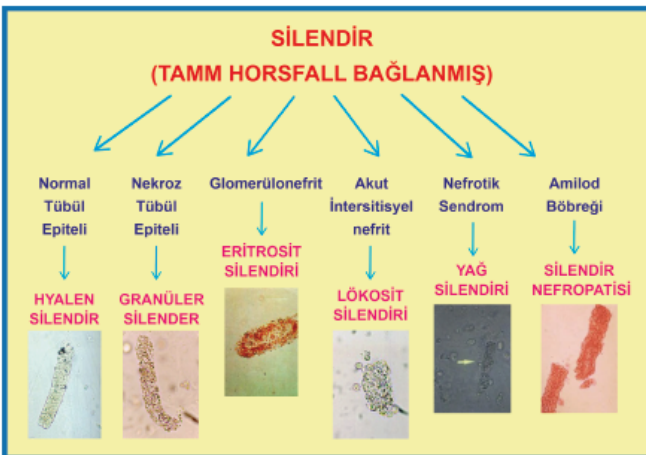 SİLENDİR
(TAMM HORSFALL BAĞLANMIŞ)
Normal
Tübül
Epiteli
HYALEN
SİLENDİR
Nekroz
Tübül
Epiteli
GRANÜLER
SİLENDER
Glomerülonefrit
ERİTROSİT
SİLENDİRİ
Akut
İntersitisyel
nefrit
LÖKOSİT
SİLENDİRİ
Nefrotik
Sendrom
YAĞ
SİLENDİRİ
Amilod
Böbreği
SİLENDİR
NEFROPATİSİ